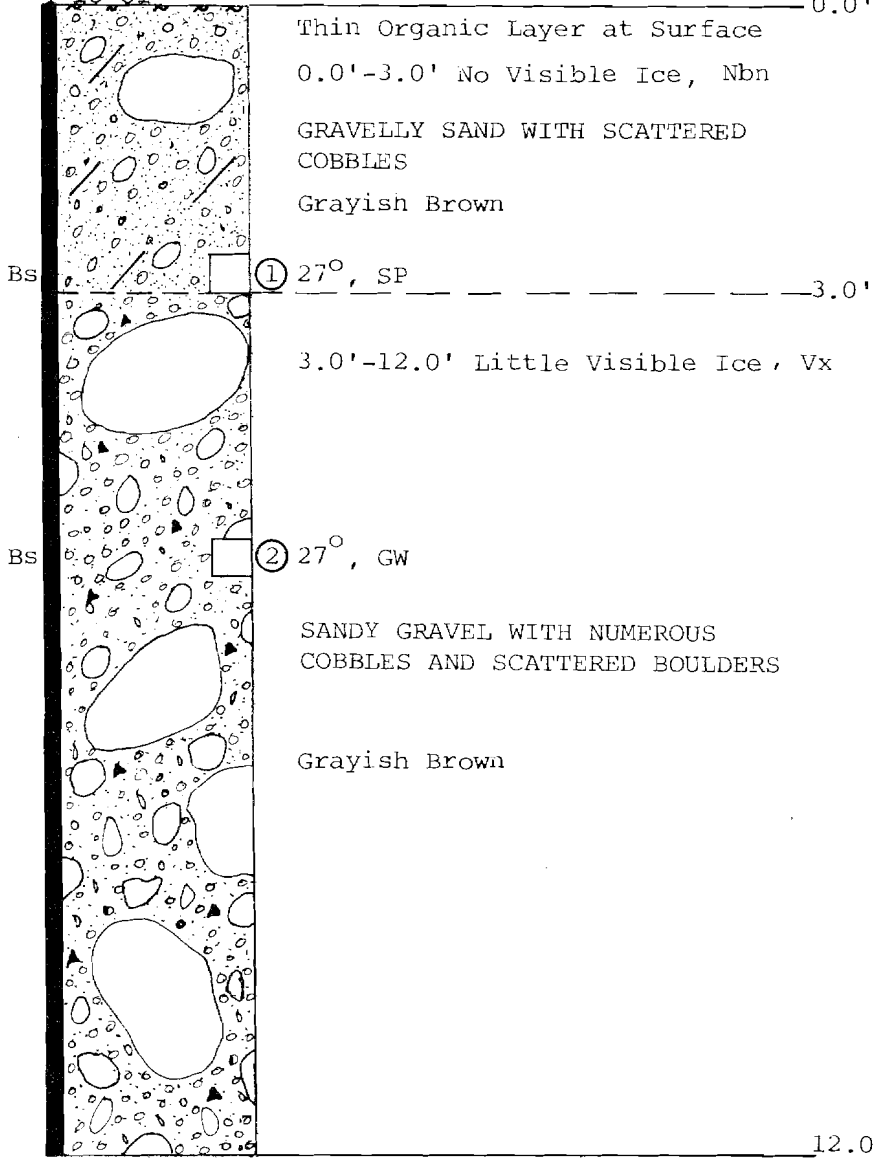 0.0'
Thin Organic Layer at Surface
0.0'-3.0' No Visible Ice, Nbn
GRAVELLY SAND WITH SCATTERED
COBBLES
Grayish Brown
Bs ① 27°, SP
3.0'
3.0'-12.0' Little Visible Ice, Vx
Bs ② 27°, GW
SANDY GRAVEL WITH NUMEROUS
COBBLES AND SCATTERED BOULDERS
Grayish Brown
12.0